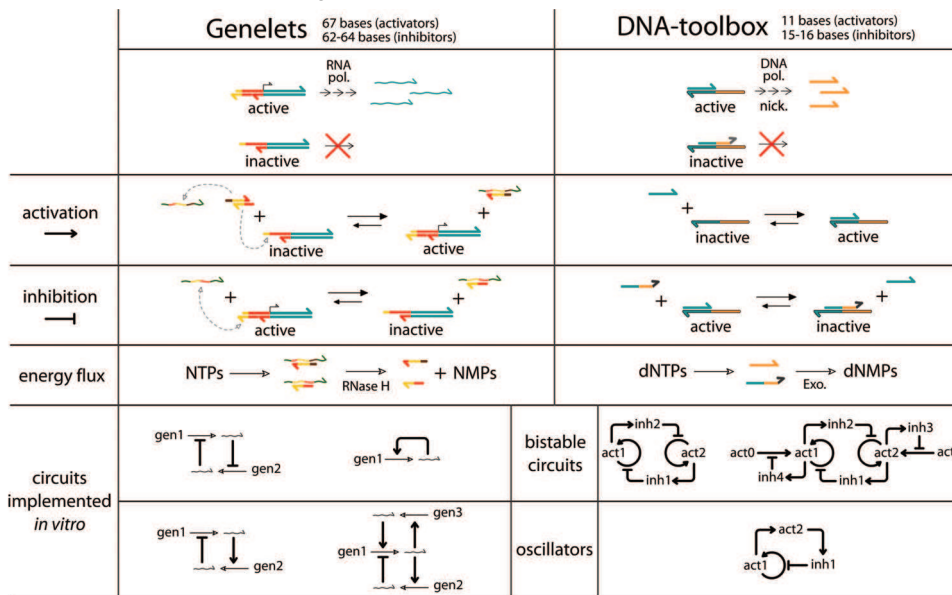 Genelets 67 bases (activators)
62-64 bases (inhibitors)
DNA-toolbox 11 bases (activators)
15-16 bases (inhibitors)
RNA
pol.
active
inactive
DNA
pol.
nick.
active
inactive
activation
+
inactive
active
+
+
inactive
active
inhibition
+
active
inactive
+
+
active
inactive
+
energy flux
NTPs
RNase H
+ NMPs
dNTPs
Exo.
dNMPs
circuits
implemented
in vitro
gen1
gen2
gen1
bistable
circuits
inh2
act1
act2
inh1
act0
inh2
inh3
act1
act2
act
inh4
inh1
gen1
gen2
gen3
gen1
gen2
oscillators
act2
act1
inh1